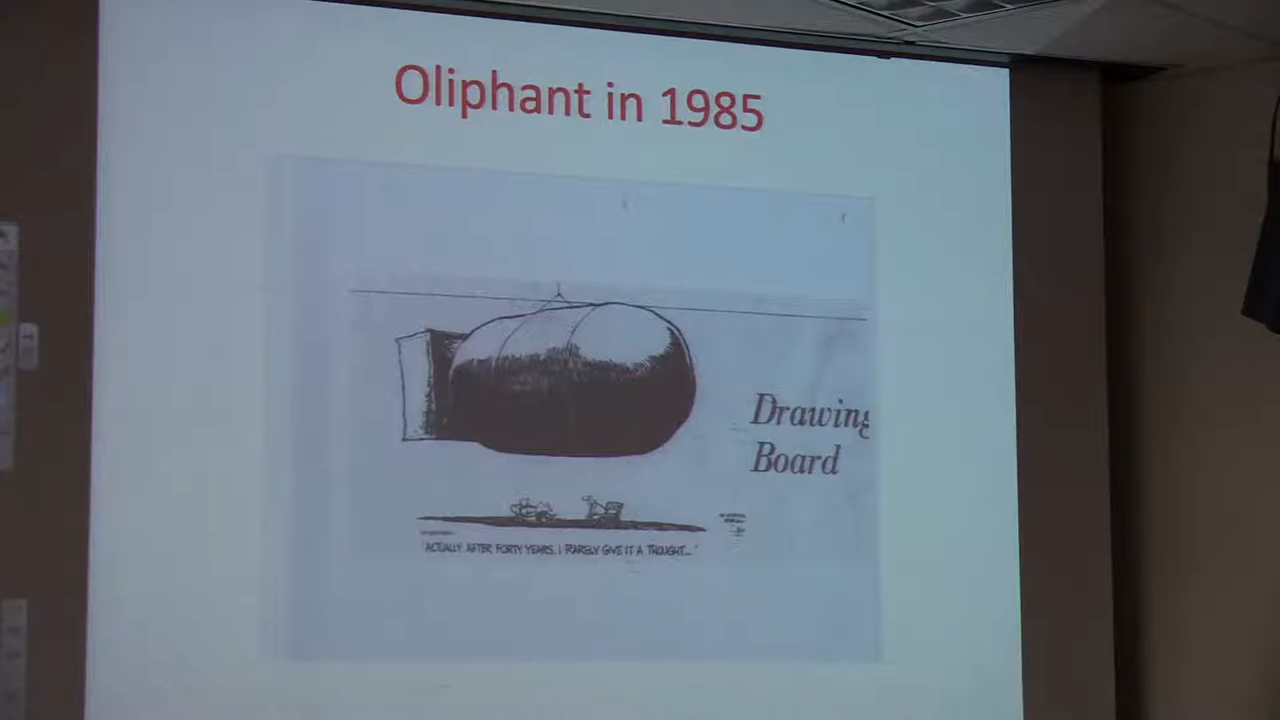 Oliphant in 1985
Drawing
Board
"ACTUALLY, AFTER FORTY YEARS, I RARELY GIVE IT A THOUGHT..."